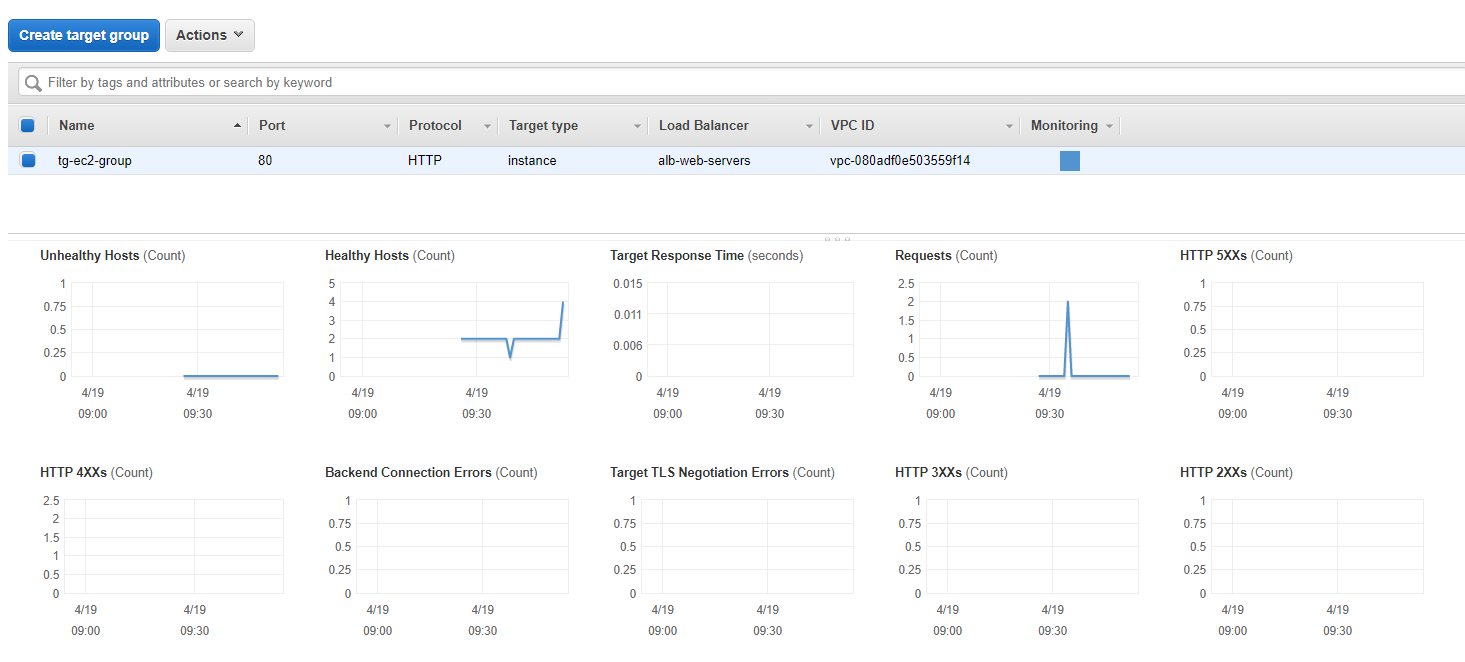 Create target group Actions
Filter by tags and attributes or search by keyword
Name Port Protocol Target type Load Balancer VPC ID Monitoring
tg-ec2-group 80 HTTP instance alb-web-servers vpc-080adf0e503559f14
Unhealthy Hosts (Count) Healthy Hosts (Count) Target Response Time (seconds) Requests (Count) HTTP 5XXs (Count)
1 5 0.015 2.5 1
0.75 4 0.011 2 0.75
0.5 3 0.006 1.5 0.5
0.25 2 0 1 0.25
0 1 0.5 0
0 0
4/19 4/19 4/19 4/19 4/19 4/19 4/19 4/19 4/19 4/19
09:00 09:30 09:00 09:30 09:00 09:30 09:00 09:30 09:00 09:30
HTTP 4XXs (Count) Backend Connection Errors (Count) Target TLS Negotiation Errors (Count) HTTP 3XXs (Count) HTTP 2XXs (Count)
2.5 1 1 1 1
2 0.75 0.75 0.75 0.75
1.5 0.5 0.5 0.5 0.5
1 0.25 0.25 0.25 0.25
0.5 0 0 0 0
0
4/19 4/19 4/19 4/19 4/19 4/19 4/19 4/19 4/19 4/19
09:00 09:30 09:00 09:30 09:00 09:30 09:00 09:30 09:00 09:30